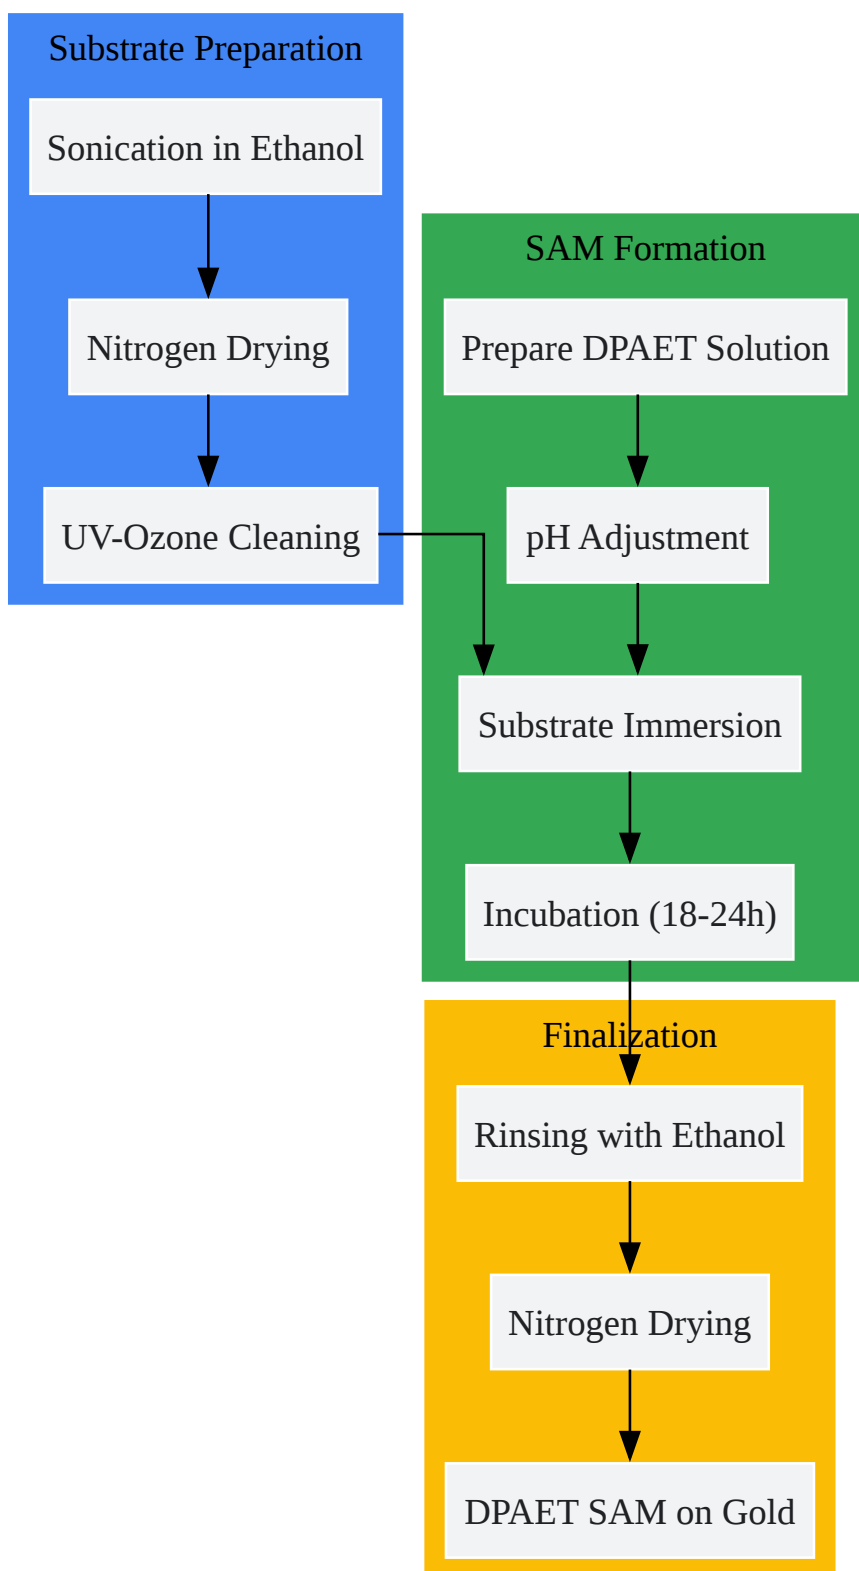 Substrate Preparation
Sonication in Ethanol
Nitrogen Drying
UV-Ozone Cleaning
SAM Formation
Prepare DPAET Solution
pH Adjustment
Substrate Immersion
Incubation (18-24h)
Finalization
Rinsing with Ethanol
Nitrogen Drying
DPAET SAM on Gold